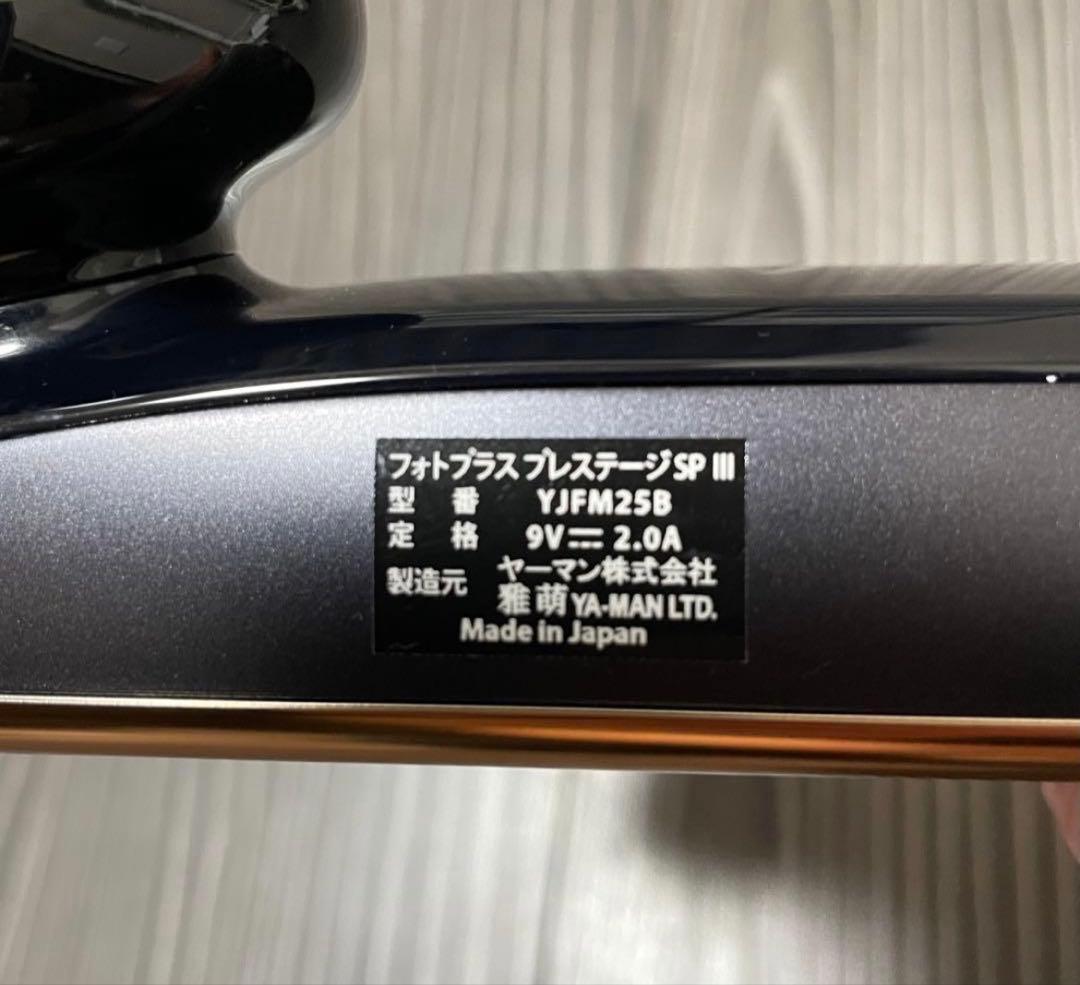 フォトプラス プレステージSP III
型 番 YJFM25B
定 格 9V⎓2.0A
製造元 ヤーマン株式会社
雅 萌 YA-MAN LTD.
Made in Japan